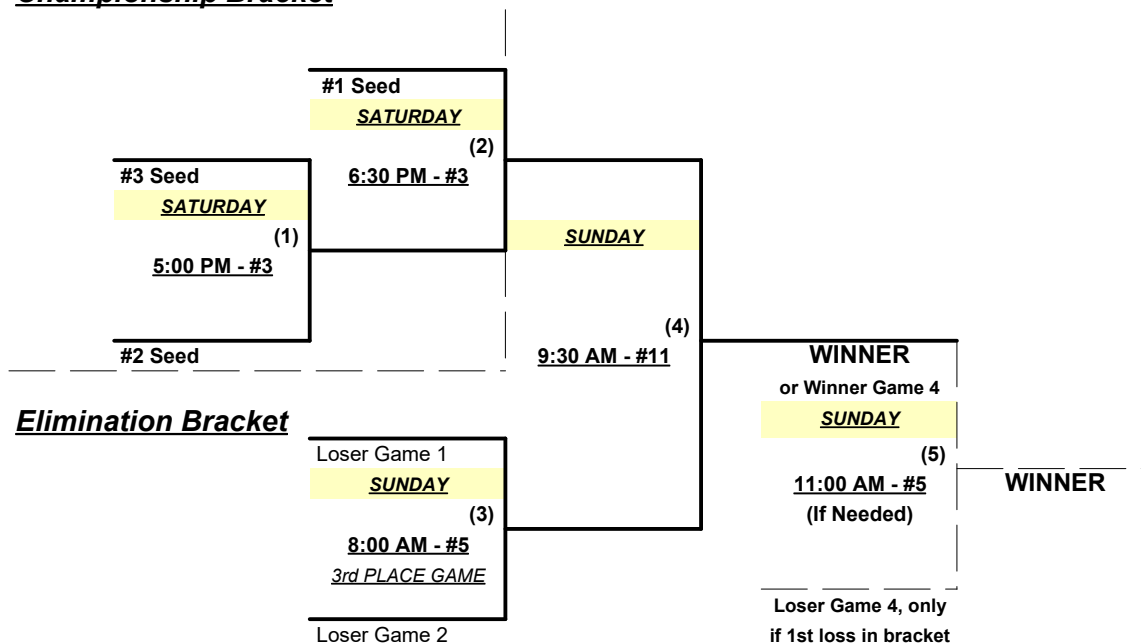 Championship Bracket
#1 Seed
SATURDAY
(2)
6:30 PM - #3
#3 Seed
SATURDAY
(1)
5:00 PM - #3
#2 Seed
SUNDAY
(4)
9:30 AM - #11
WINNER
or Winner Game 4
SUNDAY
(5)
11:00 AM - #5
(If Needed)
WINNER
Loser Game 4, only
if 1st loss in bracket
Elimination Bracket
Loser Game 1
SUNDAY
(3)
8:00 AM - #5
3rd PLACE GAME
Loser Game 2